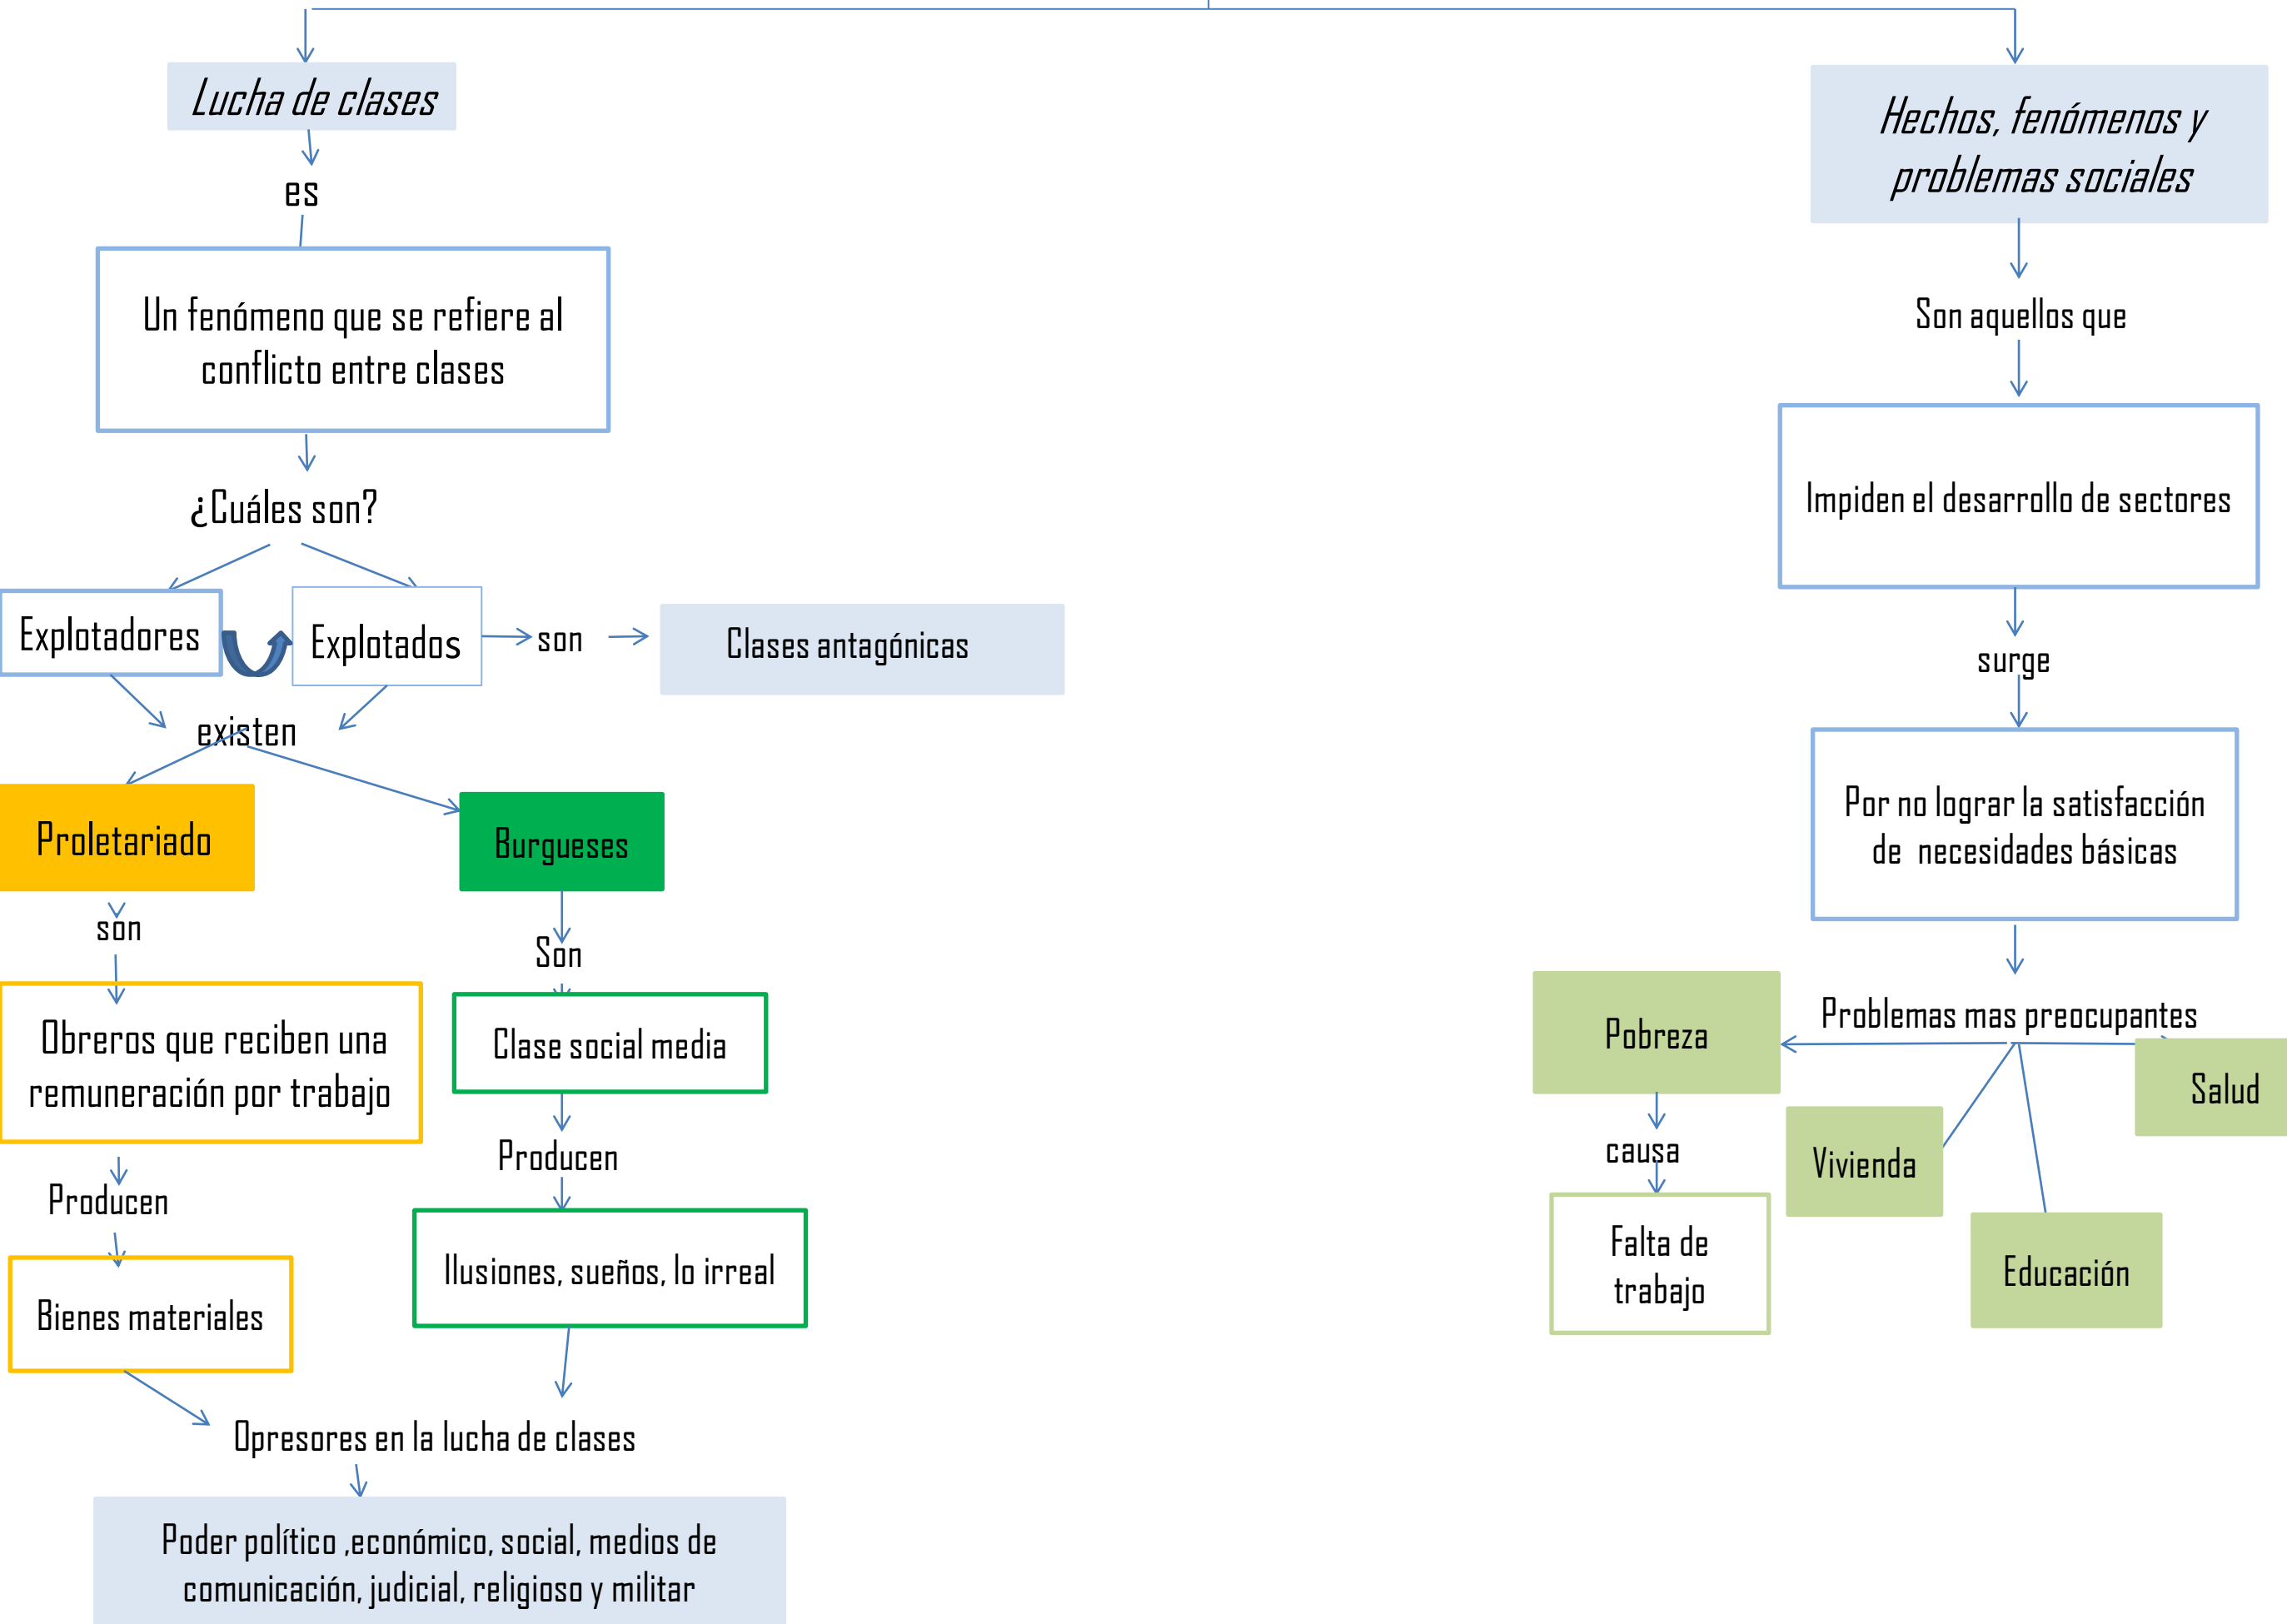 Lucha de clases
es
Un fenómeno que se refiere al
conflicto entre clases
¿Cuáles son?
Explotadores
Explotados
son
Clases antagónicas
existen
Proletariado
son
Obreros que reciben una
remuneración por trabajo
Producen
Bienes materiales
Burgueses
Son
Clase social media
Producen
Ilusiones, sueños, lo irreal
Opresores en la lucha de clases
Poder político ,económico, social, medios de
comunicación, judicial, religioso y militar
Hechos, fenómenos y
problemas sociales
Son aquellos que
Impiden el desarrollo de sectores
surge
Por no lograr la satisfacción
de necesidades básicas
Problemas mas preocupantes
Pobreza
causa
Falta de
trabajo
Vivienda
Educación
Salud